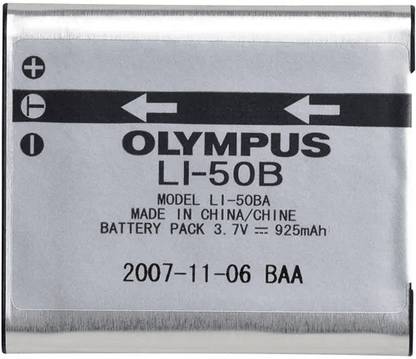 +
T
-
OLYMPUS
LI-50B
MODEL LI-50BA
MADE IN CHINA/CHINE
BATTERY PACK 3.7V ⎓ 925mAh
2007-11-06 BAA